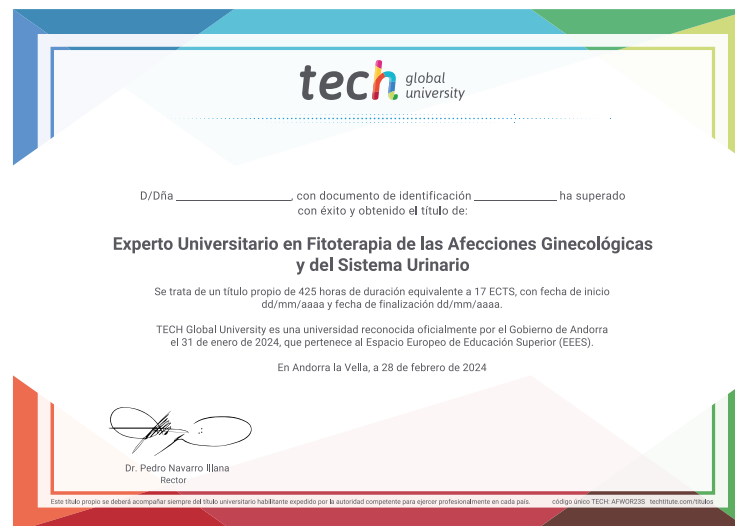 tech global university
D/Dña ________________, con documento de identificación ____________ ha superado
con éxito y obtenido el título de:
Experto Universitario en Fitoterapia de las Afecciones Ginecológicas
y del Sistema Urinario
Se trata de un título propio de 425 horas de duración equivalente a 17 ECTS, con fecha de inicio
dd/mm/aaaa y fecha de finalización dd/mm/aaaa.
TECH Global University es una universidad reconocida oficialmente por el Gobierno de Andorra
el 31 de enero de 2024, que pertenece al Espacio Europeo de Educación Superior (EEES).
En Andorra la Vella, a 28 de febrero de 2024
Dr. Pedro Navarro Illana
Rector
Este título propio se deberá acompañar siempre del título universitario habilitante expedido por la autoridad competente para ejercer profesionalmente en cada país. código único TECH: AFWOR23S techtitute.com/titulos